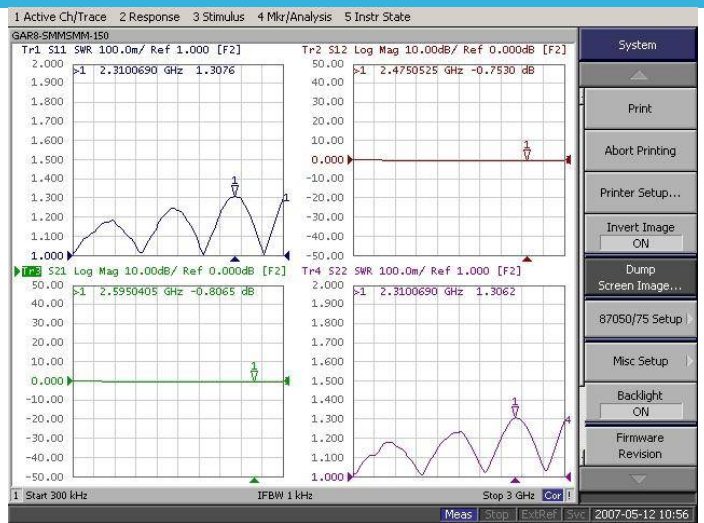 1 Active Ch/Trace 2 Response 3 Stimulus 4 Mkr/Analysis 5 Instr State
GAR8-SMMSMM-150
Tr1 S11 SWR 100.0m/ Ref 1.000 [F2]
2.000
>1 2.3100690 GHz 1.3076
1.900
1.800
1.700
1.600
1.500
1.400
1.300
1.200
1.100
1.000
1
1
Tr2 S12 Log Mag 10.00dB/ Ref 0.000dB [F2]
50.00
>1 2.4750525 GHz -0.7530 dB
40.00
30.00
20.00
10.00
0.000
-10.00
-20.00
-30.00
-40.00
-50.00
1
Tr3 S21 Log Mag 10.00dB/ Ref 0.000dB [F2]
50.00
>1 2.5950405 GHz -0.8065 dB
40.00
30.00
20.00
10.00
0.000
-10.00
-20.00
-30.00
-40.00
-50.00
1
Tr4 S22 SWR 100.0m/ Ref 1.000 [F2]
2.000
>1 2.3100690 GHz 1.3062
1.900
1.800
1.700
1.600
1.500
1.400
1.300
1.200
1.100
1.000
1
4
1 Start 300 kHz IFBW 1 kHz Stop 3 GHz Cor !
Meas Stop ExtRef Svc 2007-05-12 10:56
System
Print
Abort Printing
Printer Setup...
Invert Image
ON
Dump
Screen Image...
87050/75 Setup
Misc Setup
Backlight
ON
Firmware
Revision